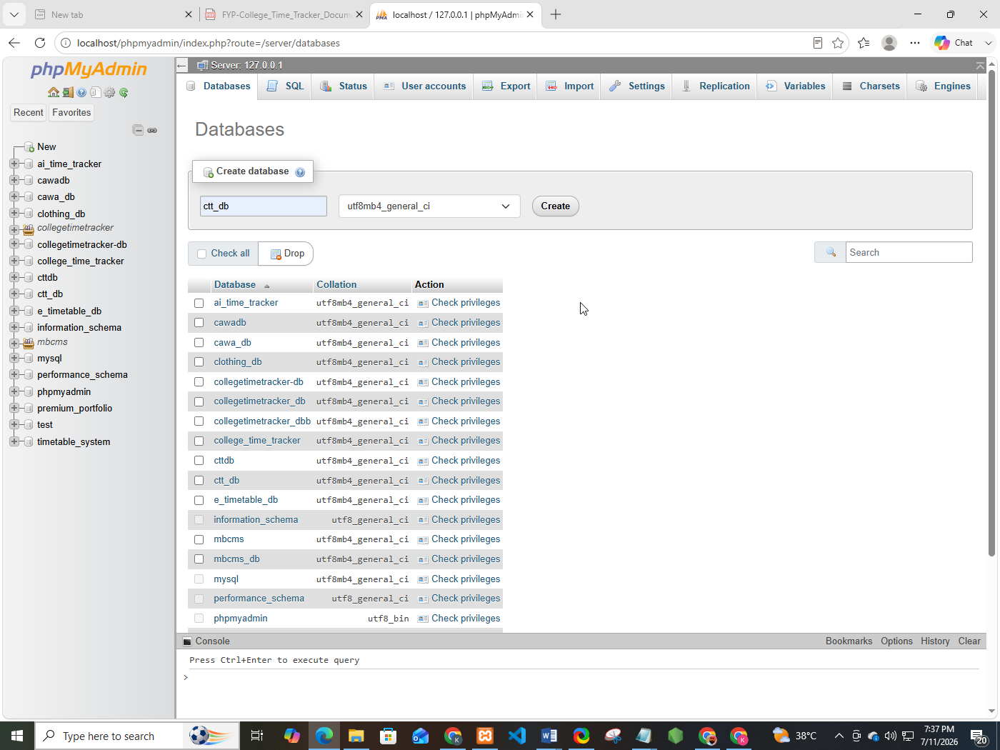 New tab
FYP-College_Time_Tracker_Docum
localhost / 127.0.0.1 | phpMyAdmi
localhost/phpmyadmin/index.php?route=/server/databases
Chat
phpMyAdmin
Recent
Favorites
New
ai_time_tracker
cawadb
cawa_db
clothing_db
collegetimetracker
collegetimetracker-db
college_time_tracker
cttdb
ctt_db
e_timetable_db
information_schema
mbcms
mysql
performance_schema
phpmyadmin
premium_portfolio
test
timetable_system
Server: 127.0.0.1
Databases SQL Status User accounts Export Import Settings Replication Variables Charsets Engines
Databases
Create database
ctt_db utf8mb4_general_ci Create
Check all Drop Search
Database Collation Action
ai_time_tracker utf8mb4_general_ci Check privileges
cawadb utf8mb4_general_ci Check privileges
cawa_db utf8mb4_general_ci Check privileges
clothing_db utf8mb4_general_ci Check privileges
collegetimetracker-db utf8mb4_general_ci Check privileges
collegetimetracker_db utf8mb4_general_ci Check privileges
collegetimetracker_dbb utf8mb4_general_ci Check privileges
college_time_tracker utf8mb4_general_ci Check privileges
cttdb utf8mb4_general_ci Check privileges
ctt_db utf8mb4_general_ci Check privileges
e_timetable_db utf8mb4_general_ci Check privileges
information_schema utf8_general_ci Check privileges
mbcms utf8mb4_general_ci Check privileges
mbcms_db utf8mb4_general_ci Check privileges
mysql utf8mb4_general_ci Check privileges
performance_schema utf8_general_ci Check privileges
phpmyadmin utf8_bin Check privileges
Console Bookmarks Options History Clear
Press Ctrl+Enter to execute query
>
Type here to search
38°C
7:37 PM
7/11/2026
20